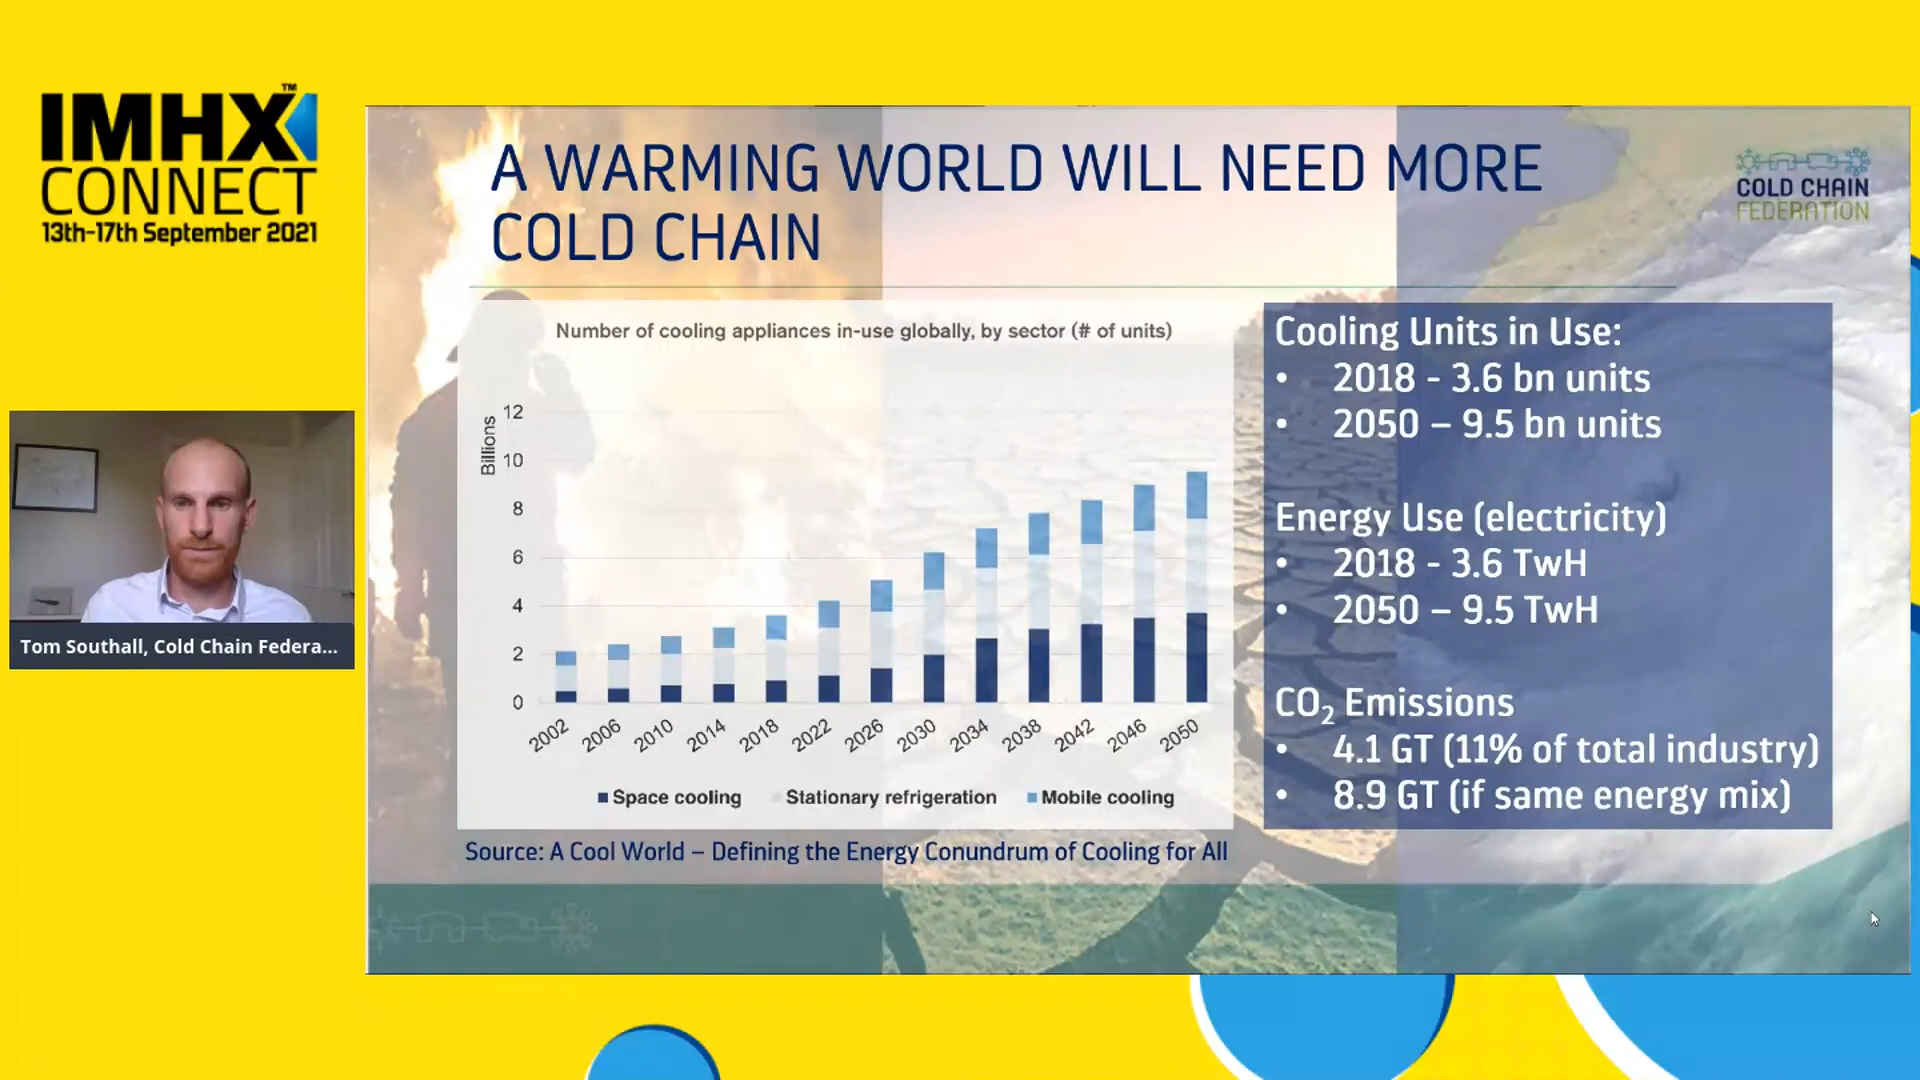 IMHX™
CONNECT
13th-17th September 2021
Tom Southall, Cold Chain Federa...
A WARMING WORLD WILL NEED MORE
COLD CHAIN
COLD CHAIN
FEDERATION
Number of cooling appliances in-use globally, by sector (# of units)
Billions
12
10
8
6
4
2
0
2002 2006 2010 2014 2018 2022 2026 2030 2034 2038 2042 2046 2050
Space cooling Stationary refrigeration Mobile cooling
Source: A Cool World – Defining the Energy Conundrum of Cooling for All
Cooling Units in Use:
• 2018 - 3.6 bn units
• 2050 – 9.5 bn units
Energy Use (electricity)
• 2018 - 3.6 TwH
• 2050 – 9.5 TwH
CO₂ Emissions
• 4.1 GT (11% of total industry)
• 8.9 GT (if same energy mix)